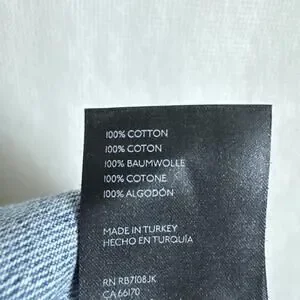 100% COTTON
100% COTON
100% BAUMWOLLE
100% COTONE
100% ALGODÓN
MADE IN TURKEY
HECHO EN TURQUÍA
RN RB7108JK
CA 66170